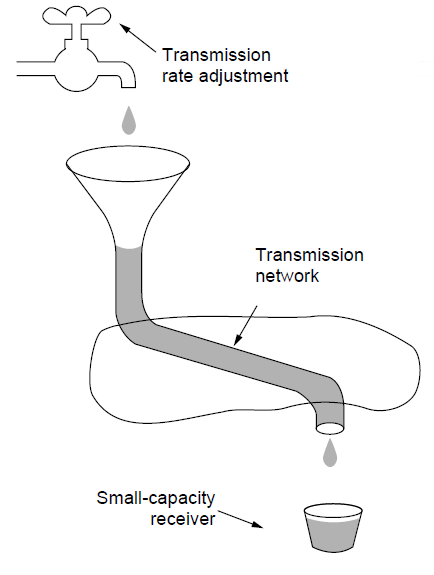 Transmission
rate adjustment
Transmission
network
Small-capacity
receiver